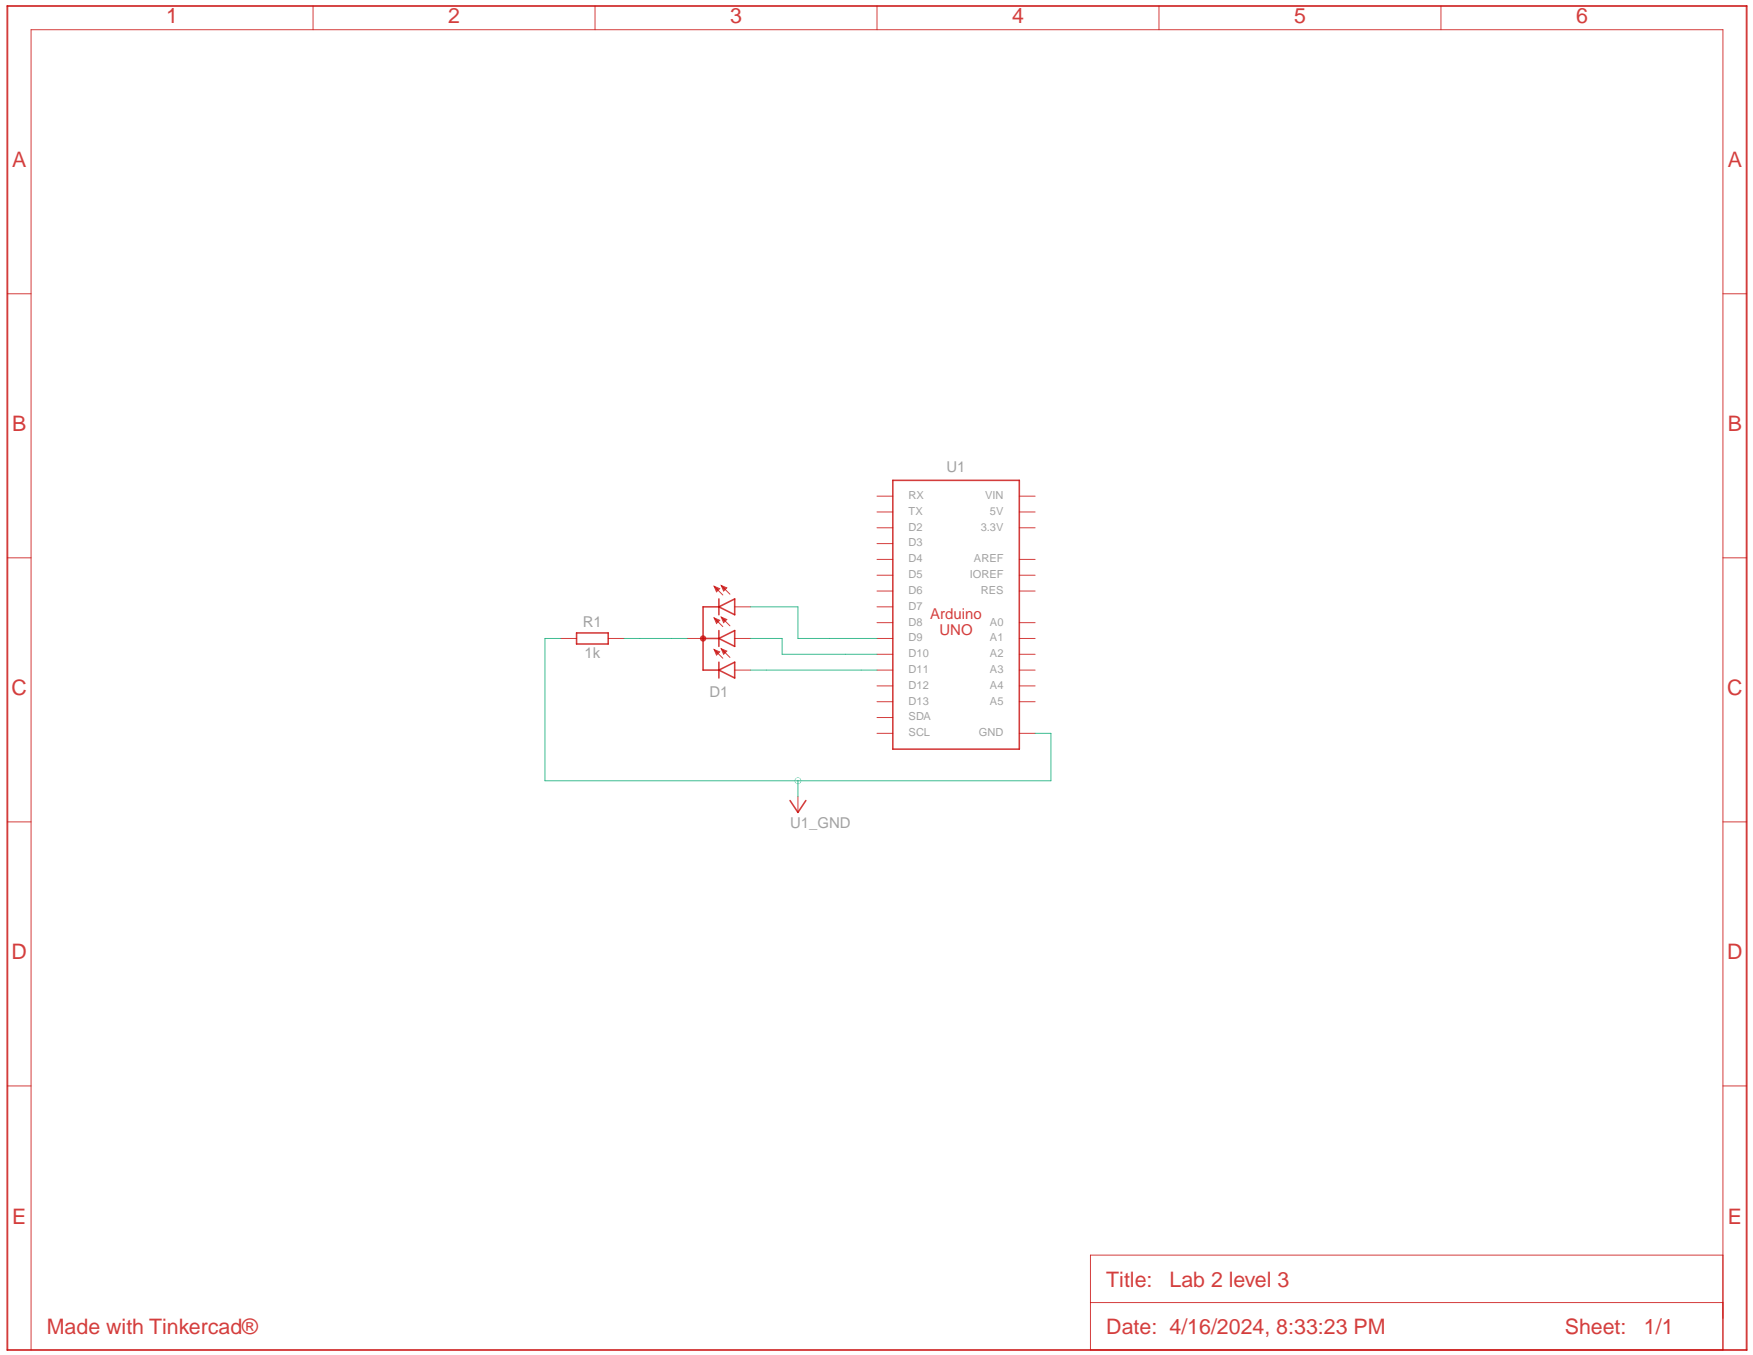 1 2 3 4 5 6
A A
B B
U1
RX VIN
TX 5V
D2 3.3V
D3
D4 AREF
D5 IOREF
D6 RES
D7
Arduino
D8 A0
UNO
R1
D9 A1
1k
D10 A2
D11 A3
C C
D12 A4
D1
D13 A5
SDA
SCL GND
U1_GND
D D
E E
Title: Lab 2 level 3
Made with Tinkercad®
Date: 4/16/2024, 8:33:23 PM Sheet: 1/1